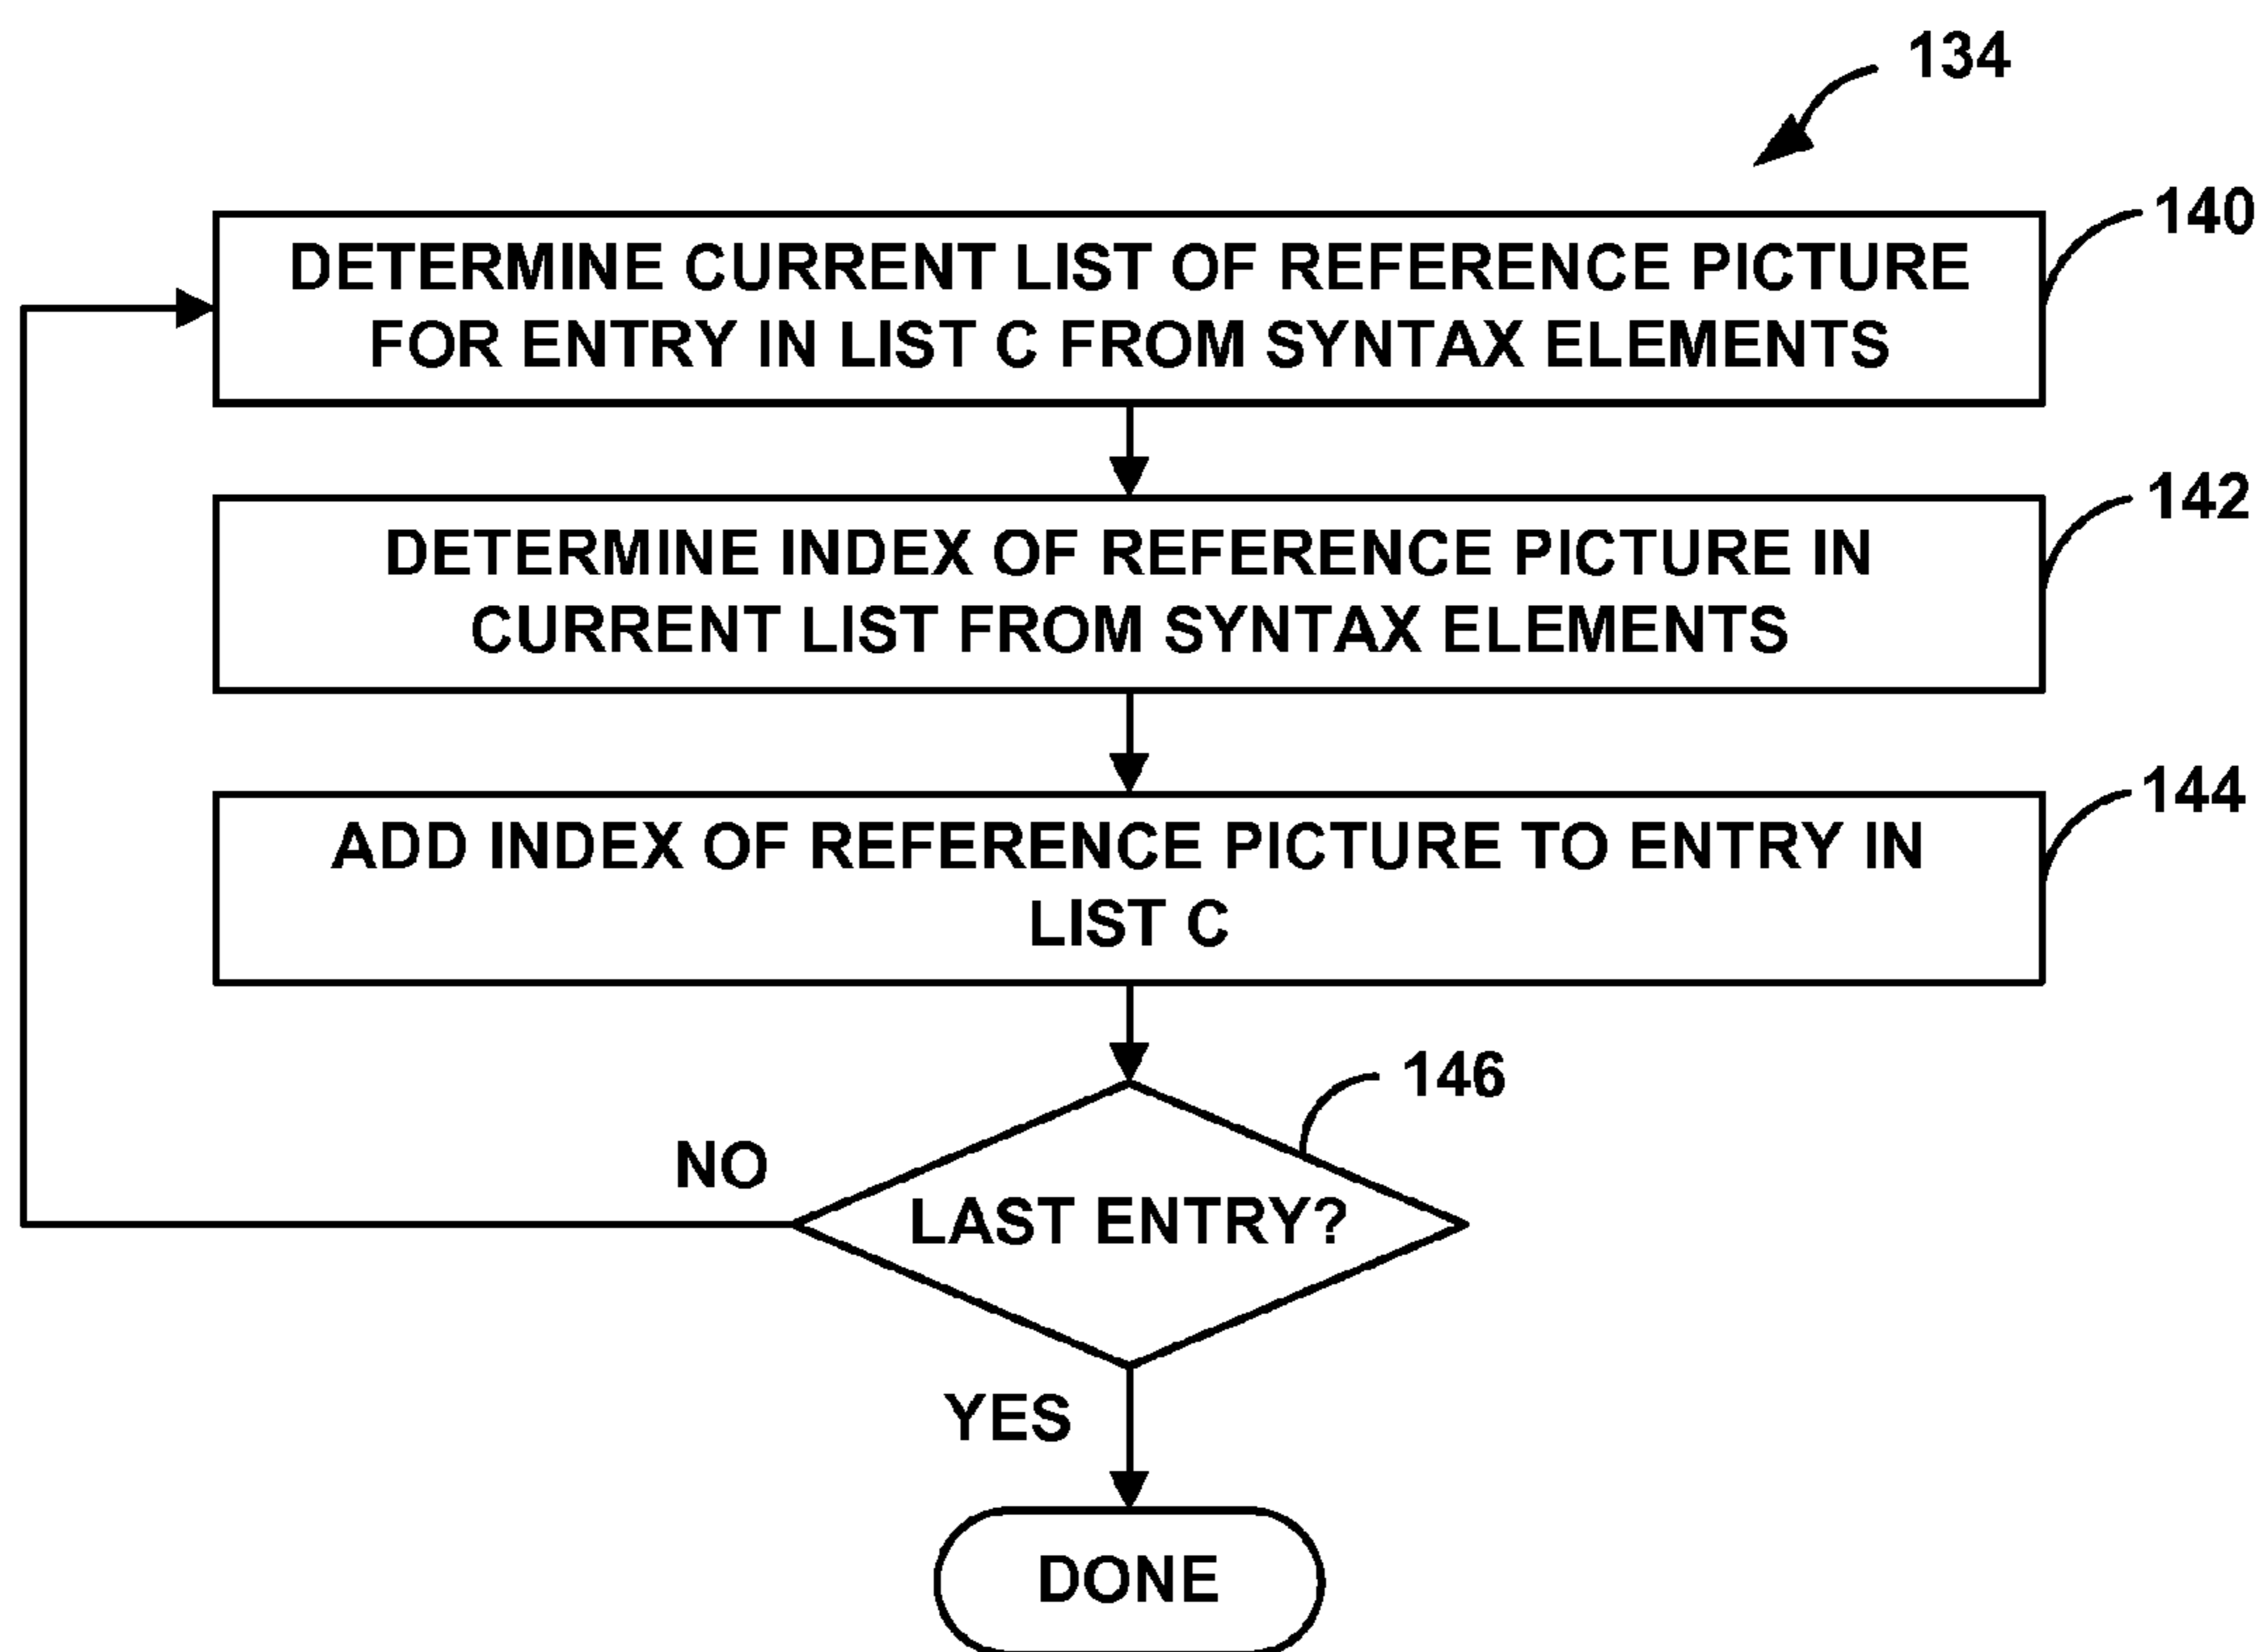 134
140
DETERMINE CURRENT LIST OF REFERENCE PICTURE
FOR ENTRY IN LIST C FROM SYNTAX ELEMENTS
142
DETERMINE INDEX OF REFERENCE PICTURE IN
CURRENT LIST FROM SYNTAX ELEMENTS
144
ADD INDEX OF REFERENCE PICTURE TO ENTRY IN
LIST C
146
NO
LAST ENTRY?
YES
DONE